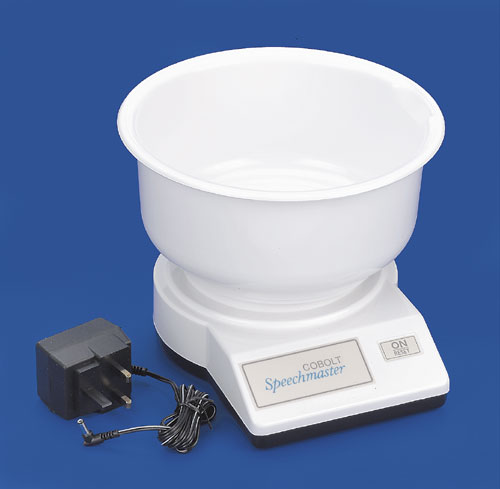 COBOLT
Speechmaster
ON
RESET